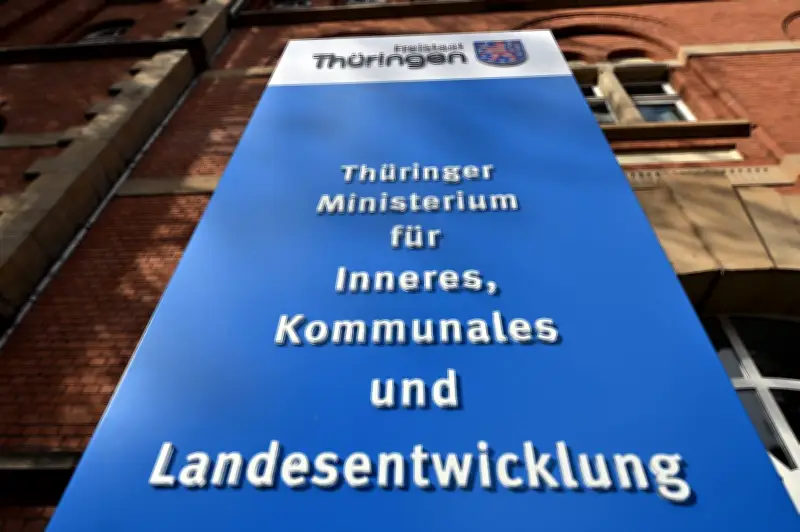 Freistaat
Thüringen
Thüringer
Ministerium
für
Inneres,
Kommunales
und
Landesentwicklung